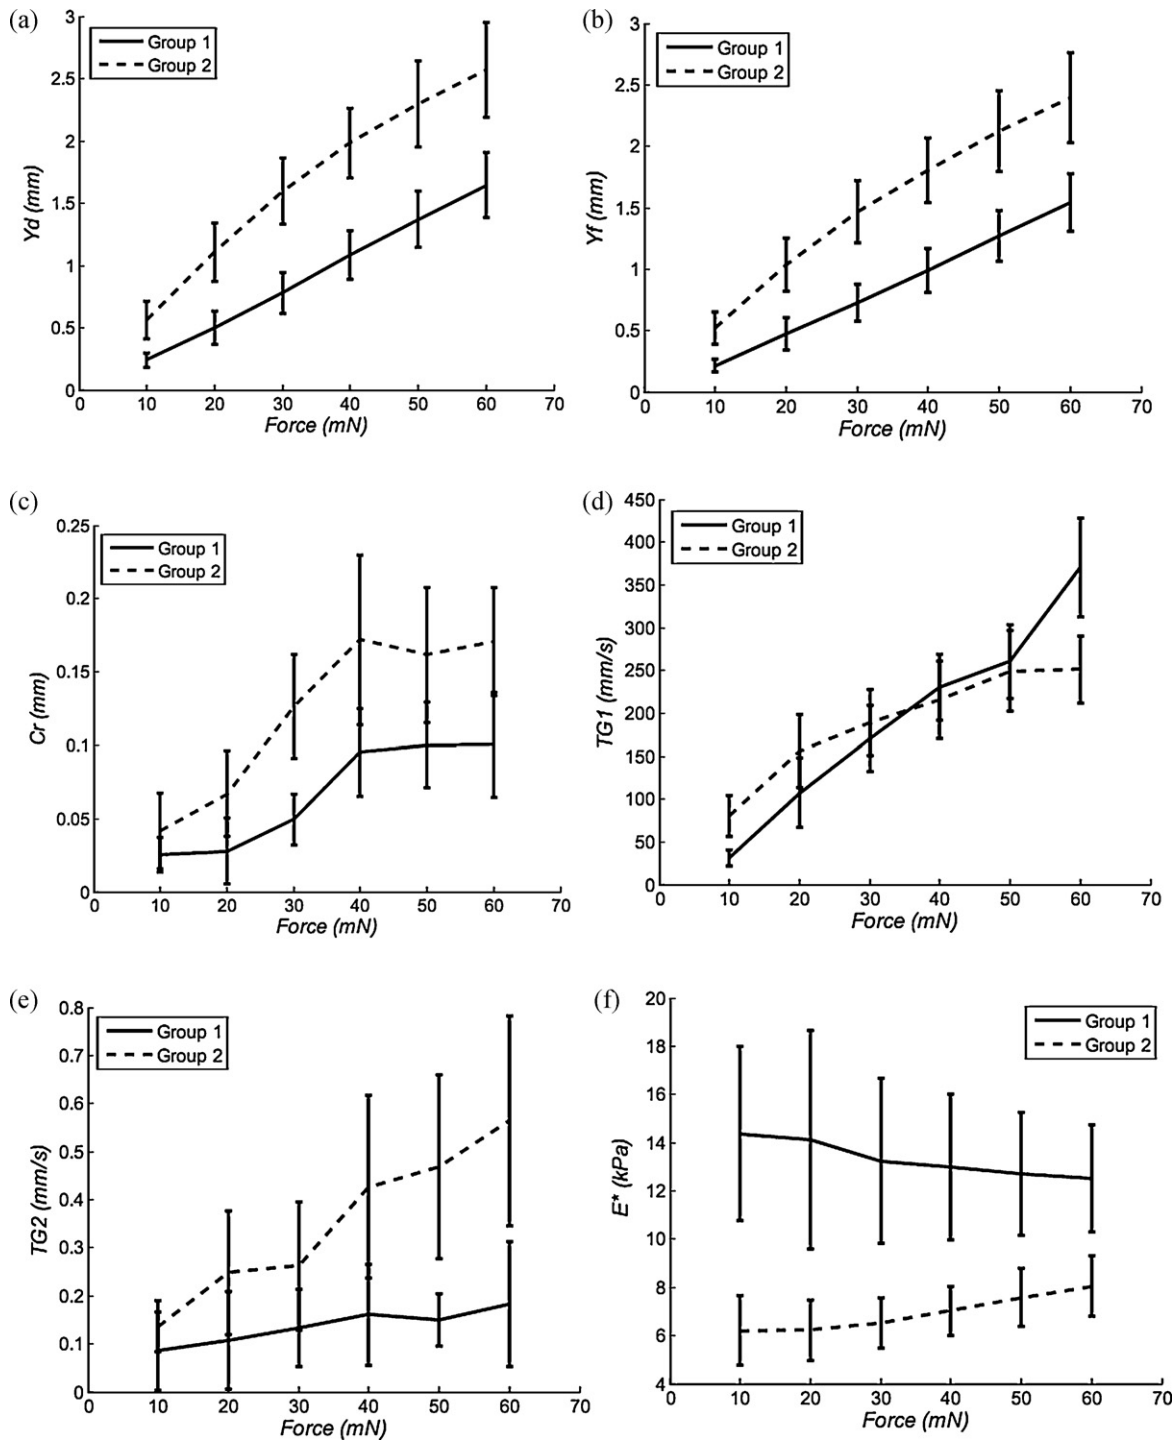 (a)
3
2.5
2
1.5
1
0.5
0
Yd (mm)
Group 1
Group 2
0 10 20 30 40 50 60 70
Force (mN)
(b)
3
2.5
2
1.5
1
0.5
0
Yf (mm)
Group 1
Group 2
0 10 20 30 40 50 60 70
Force (mN)
(c)
0.25
0.2
0.15
0.1
0.05
0
Cr (mm)
Group 1
Group 2
0 10 20 30 40 50 60 70
Force (mN)
(d)
450
400
350
300
250
200
150
100
50
0
TG1 (mm/s)
Group 1
Group 2
0 10 20 30 40 50 60 70
Force (mN)
(e)
0.8
0.7
0.6
0.5
0.4
0.3
0.2
0.1
0
TG2 (mm/s)
Group 1
Group 2
0 10 20 30 40 50 60 70
Force (mN)
(f)
20
18
16
14
12
10
8
6
4
E* (kPa)
Group 1
Group 2
0 10 20 30 40 50 60 70
Force (mN)